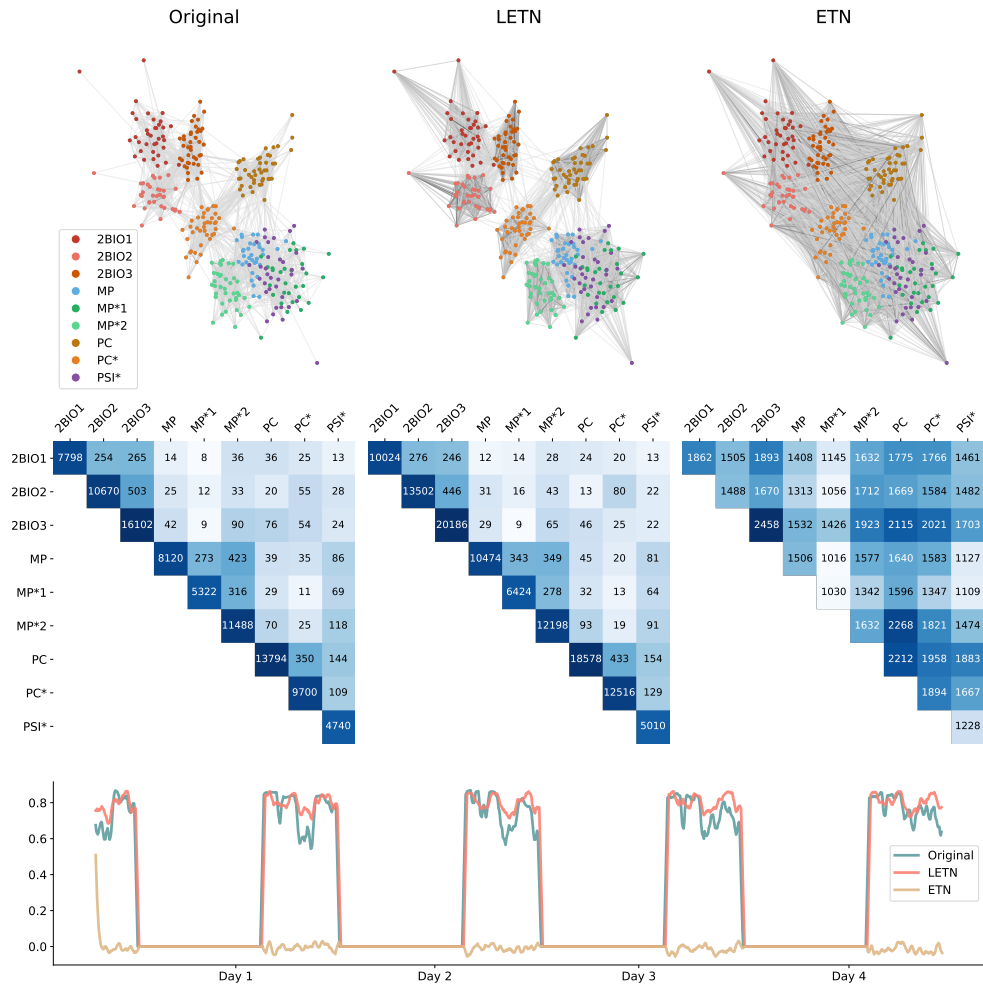 Original LETN ETN
2BIO1
2BIO2
2BIO3
MP
MP*1
MP*2
PC
PC*
PSI*
2BIO1 2BIO2 2BIO3 MP MP*1 MP*2 PC PC* PSI* 2BIO1 2BIO2 2BIO3 MP MP*1 MP*2 PC PC* PSI* 2BIO1 2BIO2 2BIO3 MP MP*1 MP*2 PC PC* PSI*
2BIO1 7798 254 265 14 8 36 36 25 13 10024 276 246 12 14 28 24 20 13 1862 1505 1893 1408 1145 1632 1775 1766 1461
2BIO2 10670 503 25 12 33 20 55 28 13502 446 31 16 43 13 80 22 1488 1670 1313 1056 1712 1669 1584 1482
2BIO3 16102 42 9 90 76 54 24 20186 29 9 65 46 25 22 2458 1532 1426 1923 2115 2021 1703
MP 8120 273 423 39 35 86 10474 343 349 45 20 81 1506 1016 1577 1640 1583 1127
MP*1 5322 316 29 11 69 6424 278 32 13 64 1030 1342 1596 1347 1109
MP*2 11488 70 25 118 12198 93 19 91 1632 2268 1821 1474
PC 13794 350 144 18578 433 154 2212 1958 1883
PC* 9700 109 12516 129 1894 1667
PSI* 4740 5010 1228
0.8
0.6
0.4
0.2
0.0
Original
LETN
ETN
Day 1 Day 2 Day 3 Day 4